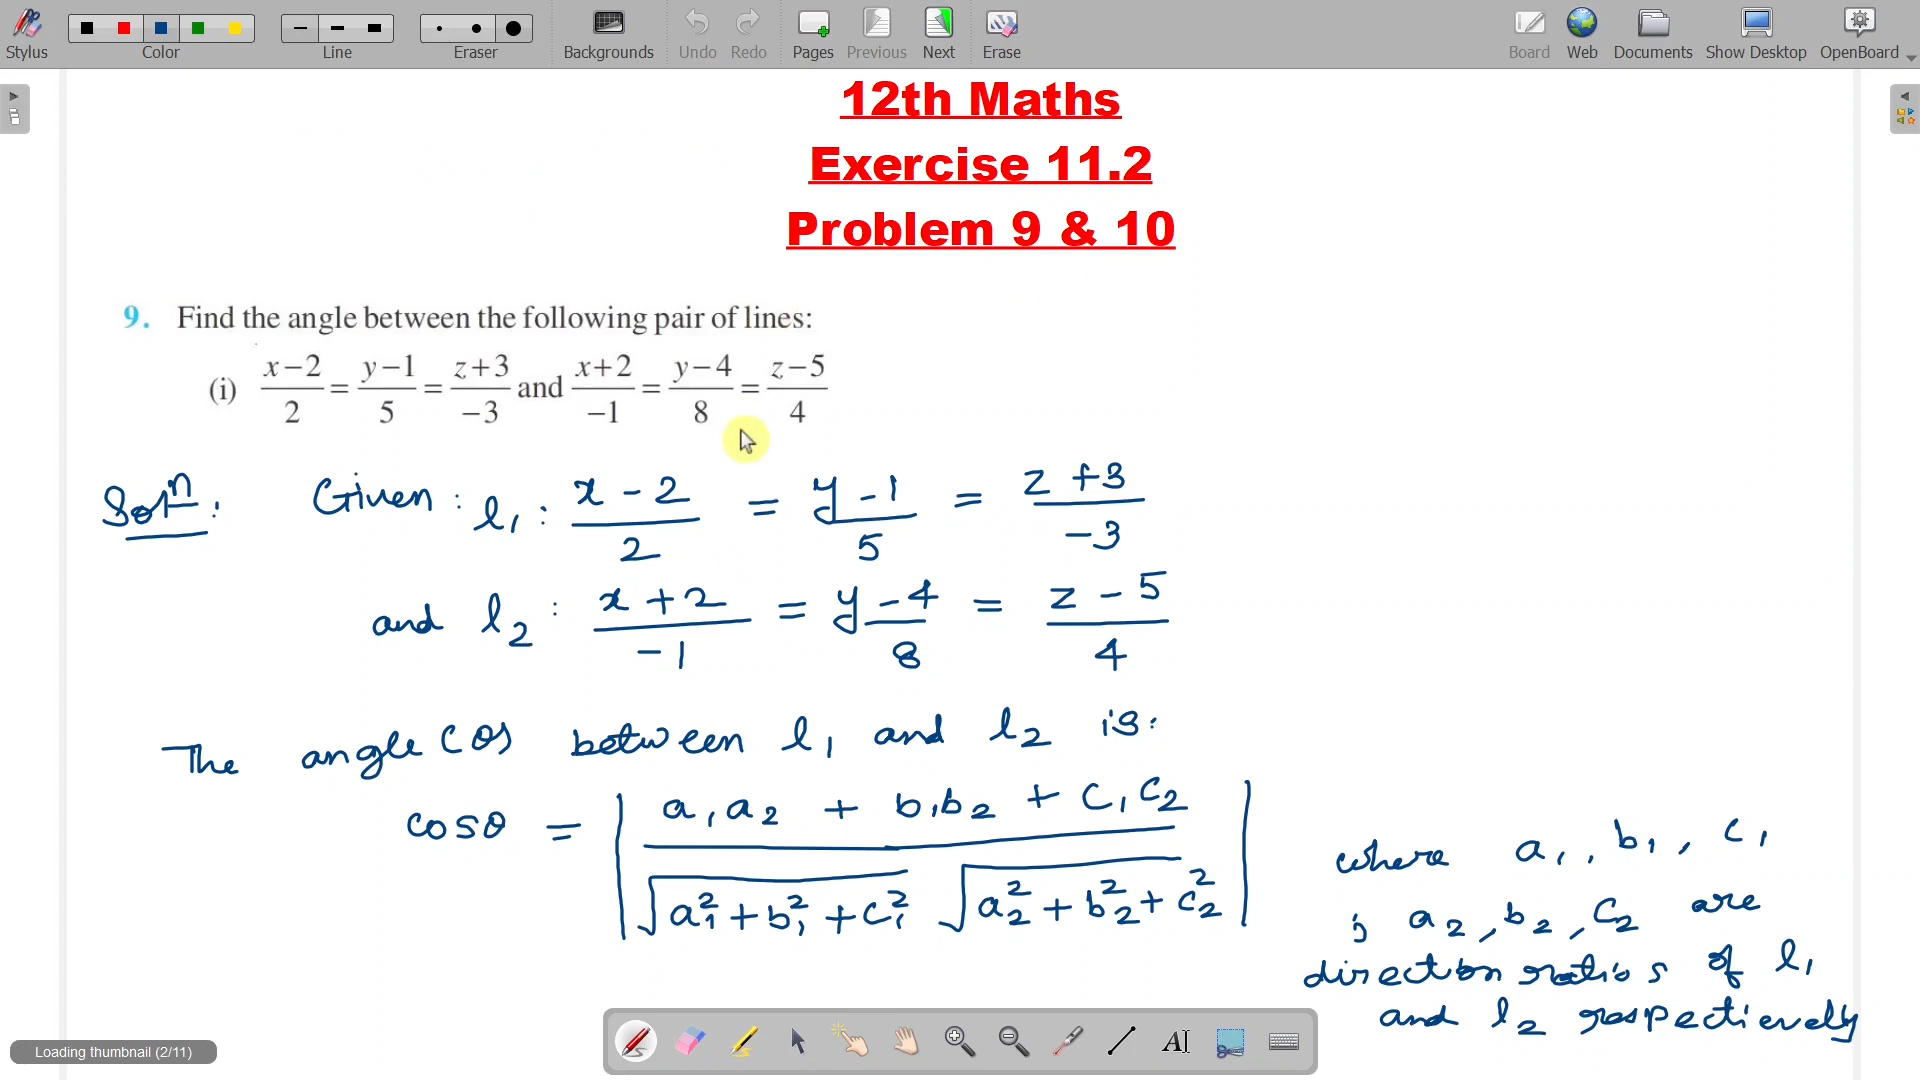 Stylus Color Line Eraser Backgrounds Undo Redo Pages Previous Next Erase Board Web Documents Show Desktop OpenBoard
12th Maths
Exercise 11.2
Problem 9 & 10
9. Find the angle between the following pair of lines:
(i) (x−2)/2 = (y−1)/5 = (z+3)/−3 and (x+2)/−1 = (y−4)/8 = (z−5)/4
Solⁿ: Given : l₁ : (x − 2)/2 = (y − 1)/5 = (z + 3)/−3
and l₂ : (x + 2)/−1 = (y − 4)/8 = (z − 5)/4
The angle cos between l₁ and l₂ is:
cosθ = | (a₁a₂ + b₁b₂ + c₁c₂) / (√(a₁² + b₁² + c₁²) √(a₂² + b₂² + c₂²)) |
where a₁, b₁, c₁
; a₂, b₂, c₂ are
direction ratios of l₁
and l₂ respectively
Loading thumbnail (2/11)
AI